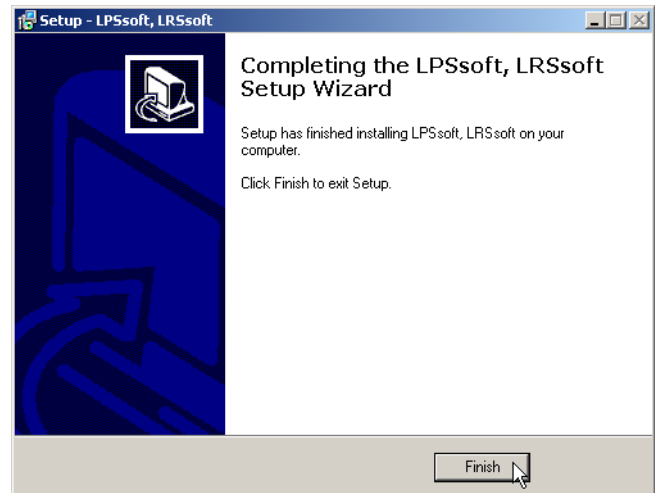 Setup - LPSsoft, LRSsoft
Completing the LPSsoft, LRSsoft
Setup Wizard
Setup has finished installing LPSsoft, LRSsoft on your
computer.
Click Finish to exit Setup.
Finish